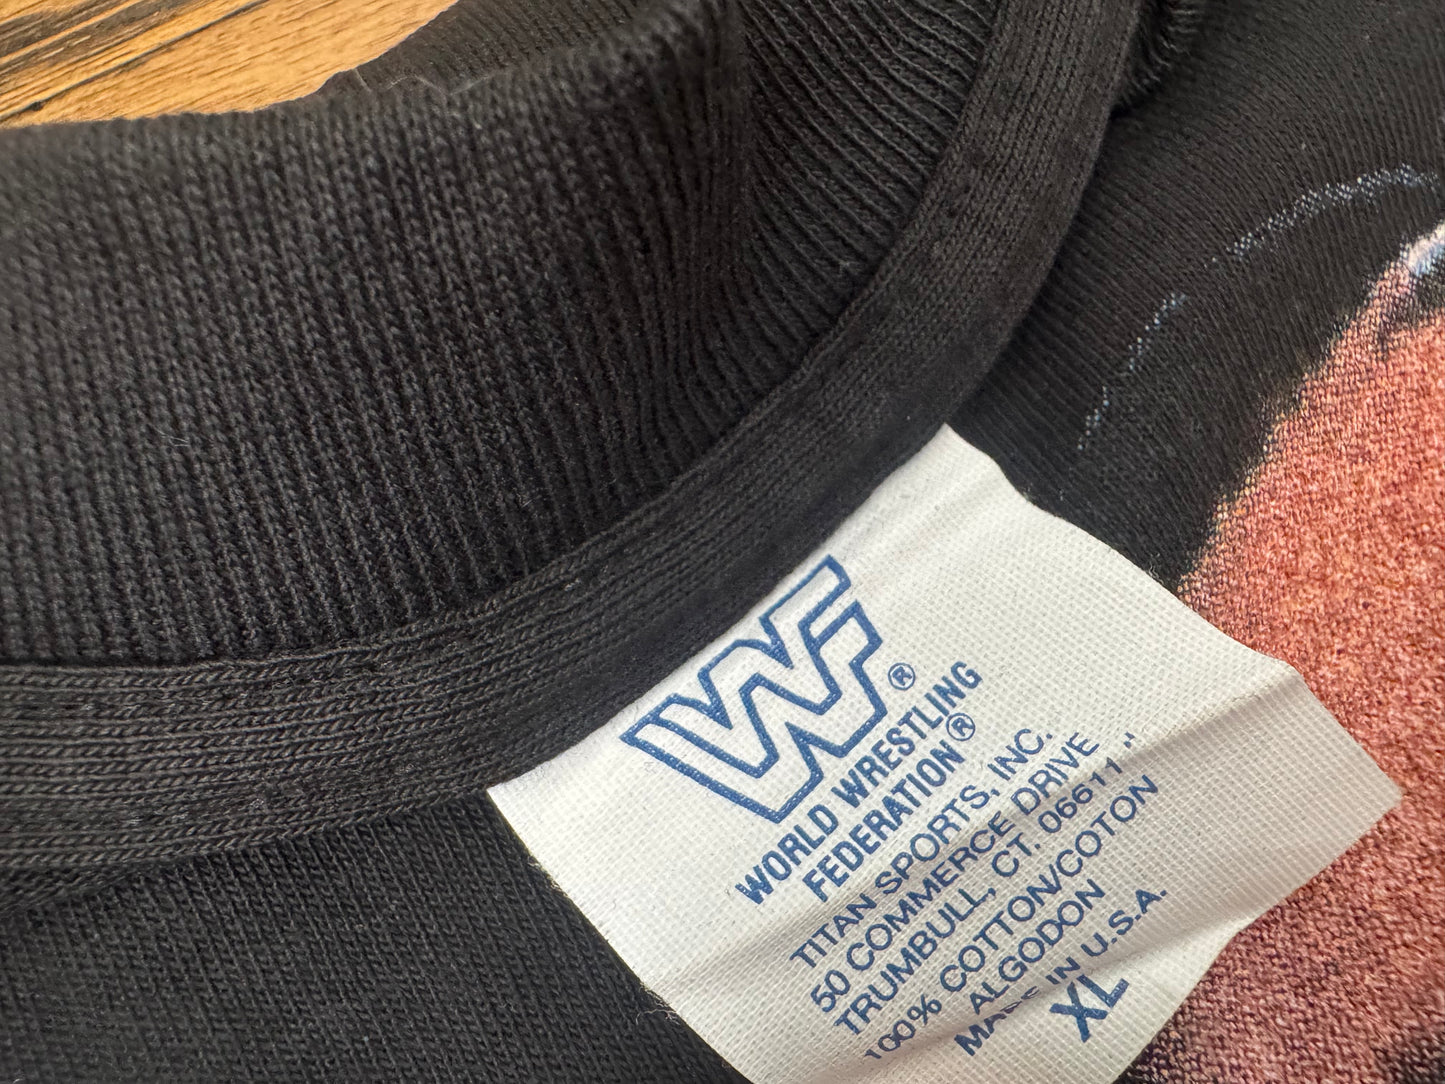 WF ®
WORLD WRESTLING
FEDERATION®
TITAN SPORTS, INC.
50 COMMERCE DRIVE
TRUMBULL, CT. 06611
100% COTTON/COTON
ALGODON
MADE IN U.S.A.
XL